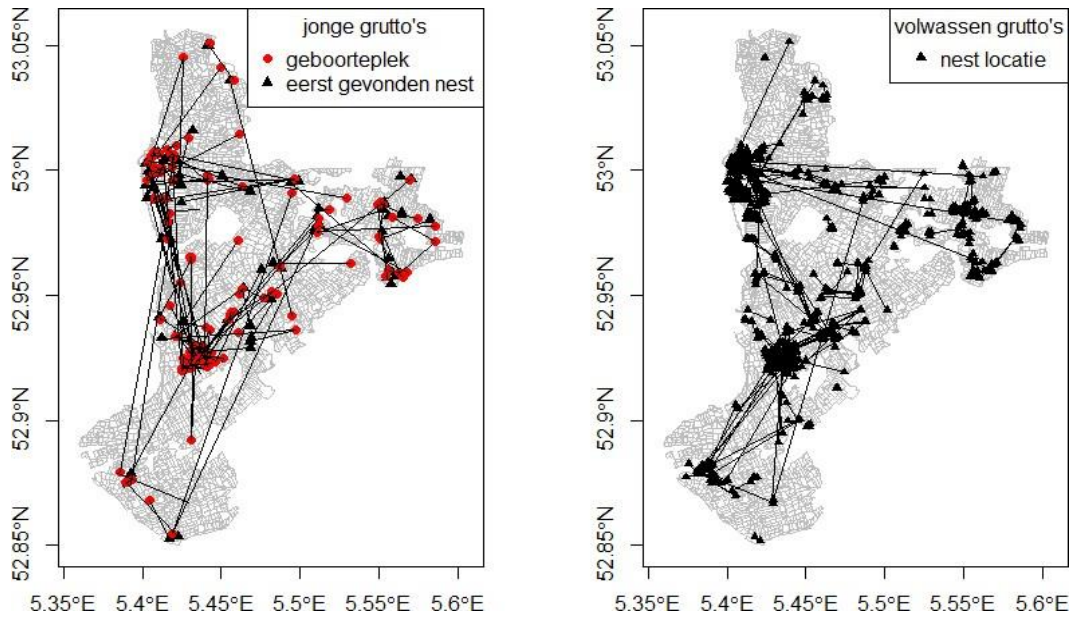 jonge grutto's
geboorteplek
eerst gevonden nest
53.05°N
53°N
52.95°N
52.9°N
52.85°N
5.35°E 5.4°E 5.45°E 5.5°E 5.55°E 5.6°E
volwassen grutto's
nest locatie
53.05°N
53°N
52.95°N
52.9°N
52.85°N
5.35°E 5.4°E 5.45°E 5.5°E 5.55°E 5.6°E